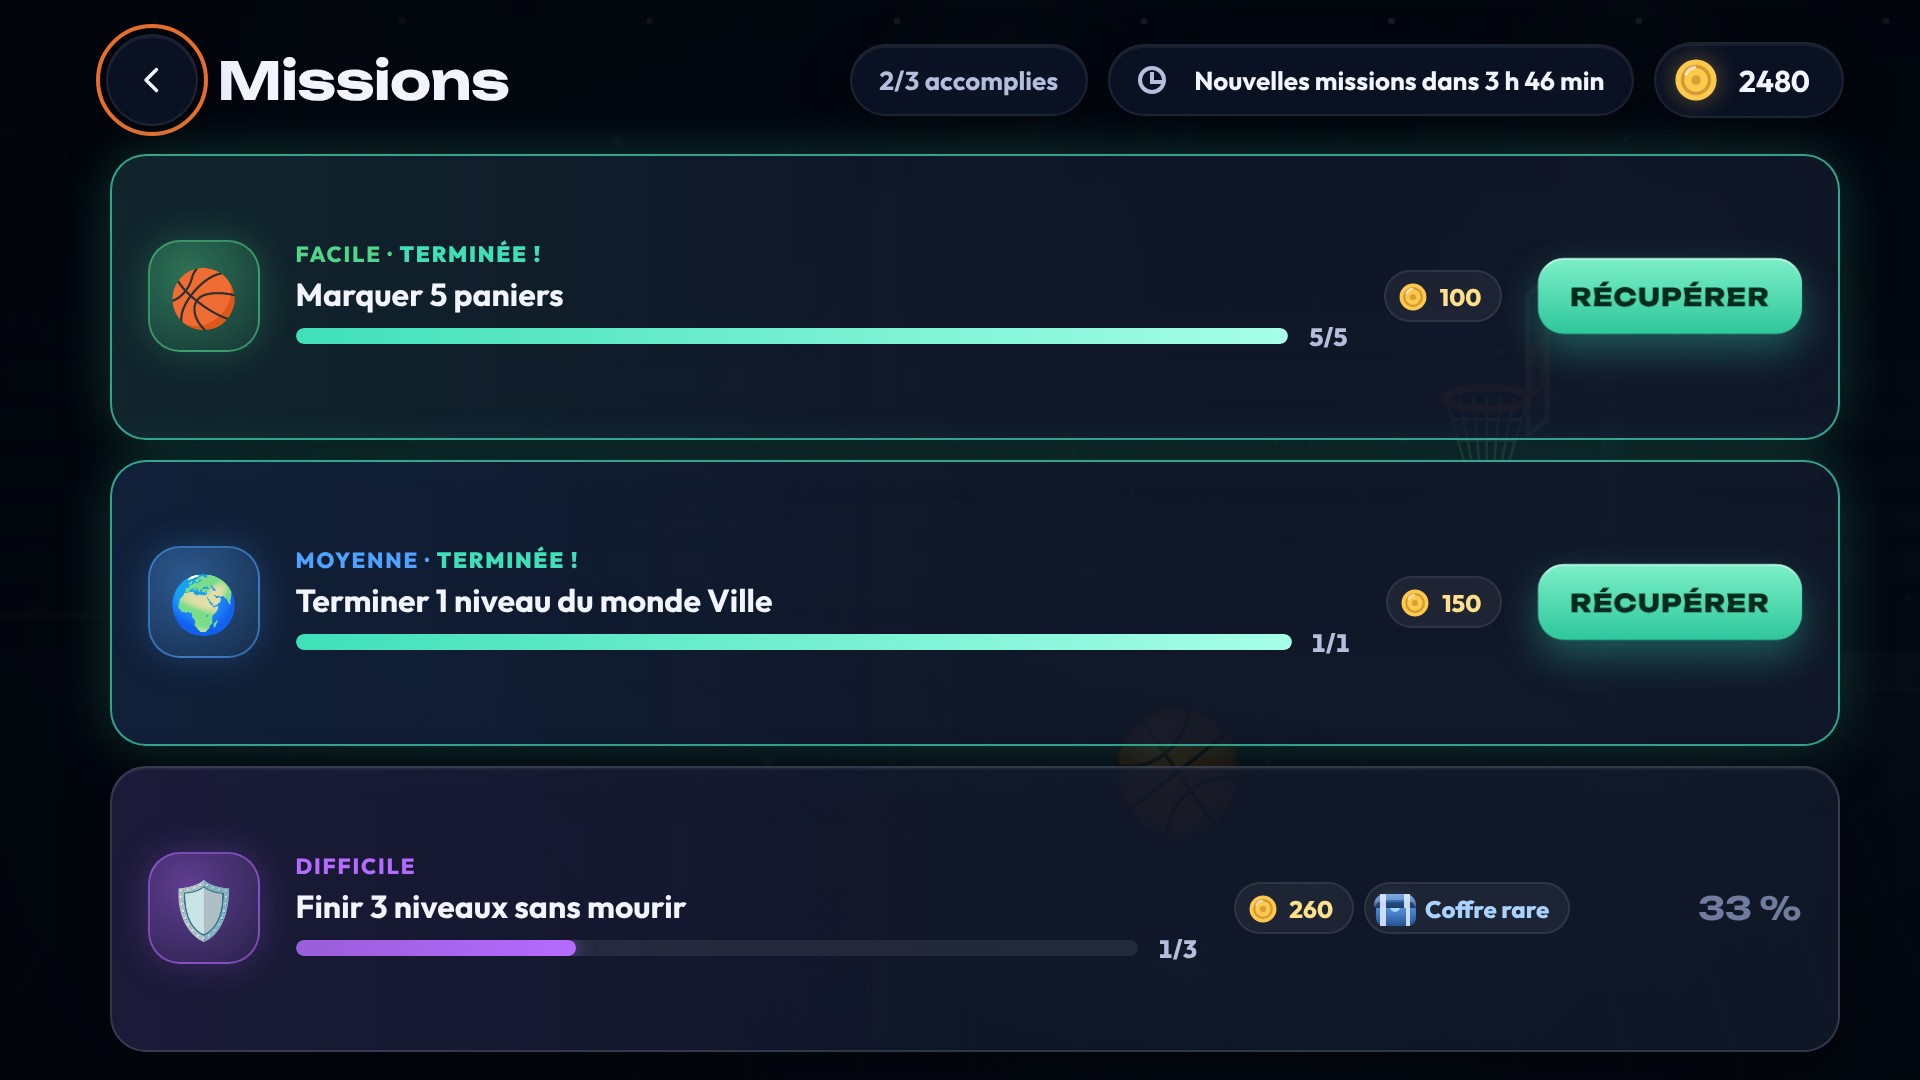 Missions
2/3 accomplies
Nouvelles missions dans 3 h 46 min
2480
FACILE · TERMINÉE !
Marquer 5 paniers
5/5
100
RÉCUPÉRER
MOYENNE · TERMINÉE !
Terminer 1 niveau du monde Ville
1/1
150
RÉCUPÉRER
DIFFICILE
Finir 3 niveaux sans mourir
1/3
260
Coffre rare
33 %